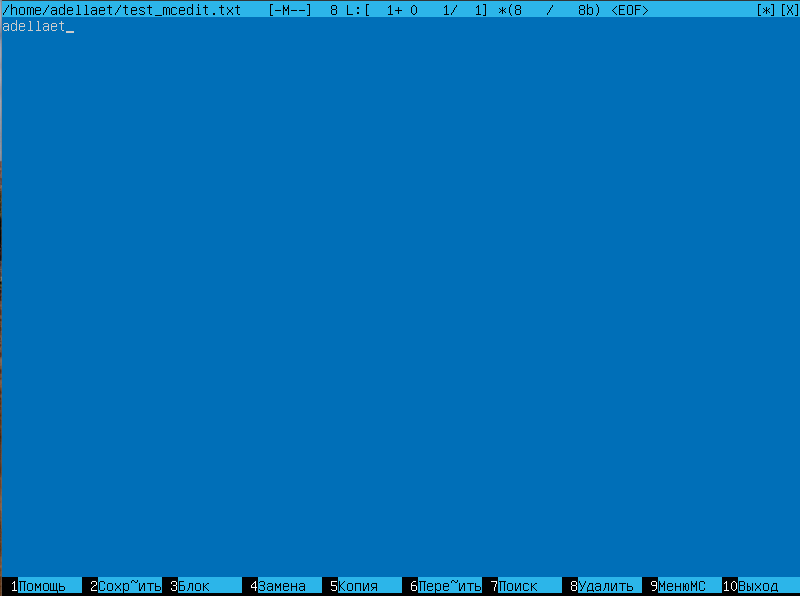 /home/adellaet/test_mcedit.txt   [-M--]  8 L:[  1+ 0   1/  1] *(8   /   8b) <EOF>   [*][X]
adellaet_
1Помощь 2Сохр~ить 3Блок 4Замена 5Копия 6Пере~ить 7Поиск 8Удалить 9МенюMC 10Выход